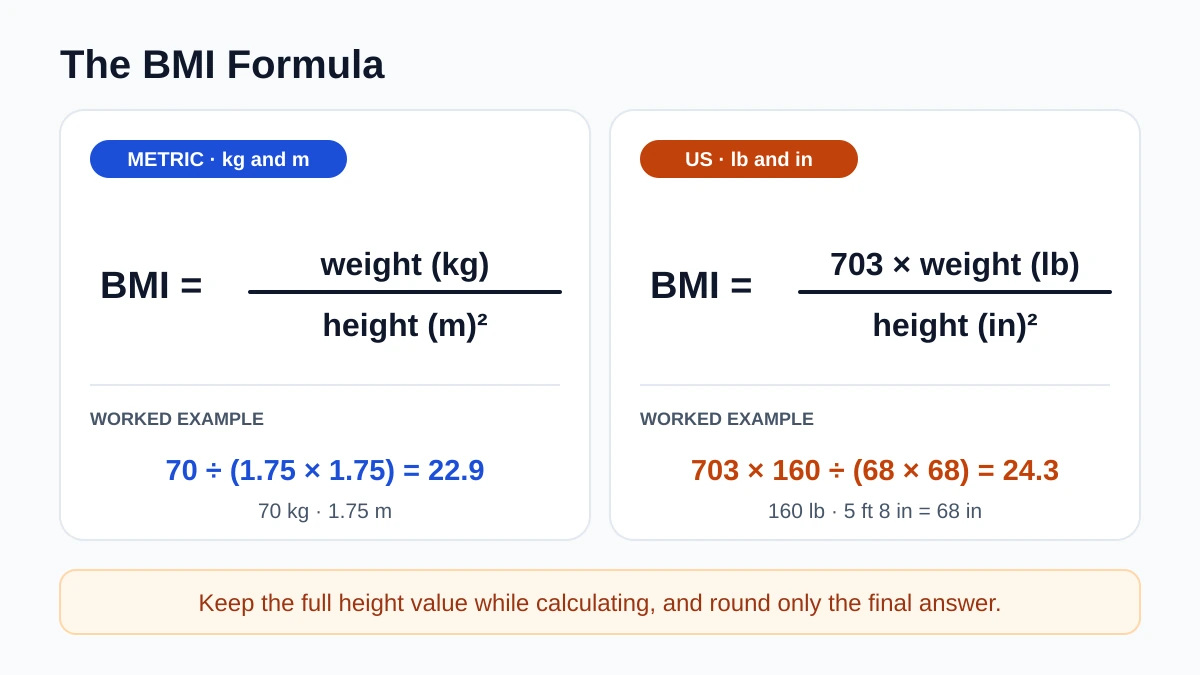 The BMI Formula
METRIC · kg and m
BMI =
weight (kg)
height (m)²
WORKED EXAMPLE
70 ÷ (1.75 × 1.75) = 22.9
70 kg · 1.75 m
US · lb and in
BMI =
703 × weight (lb)
height (in)²
WORKED EXAMPLE
703 × 160 ÷ (68 × 68) = 24.3
160 lb · 5 ft 8 in = 68 in
Keep the full height value while calculating, and round only the final answer.